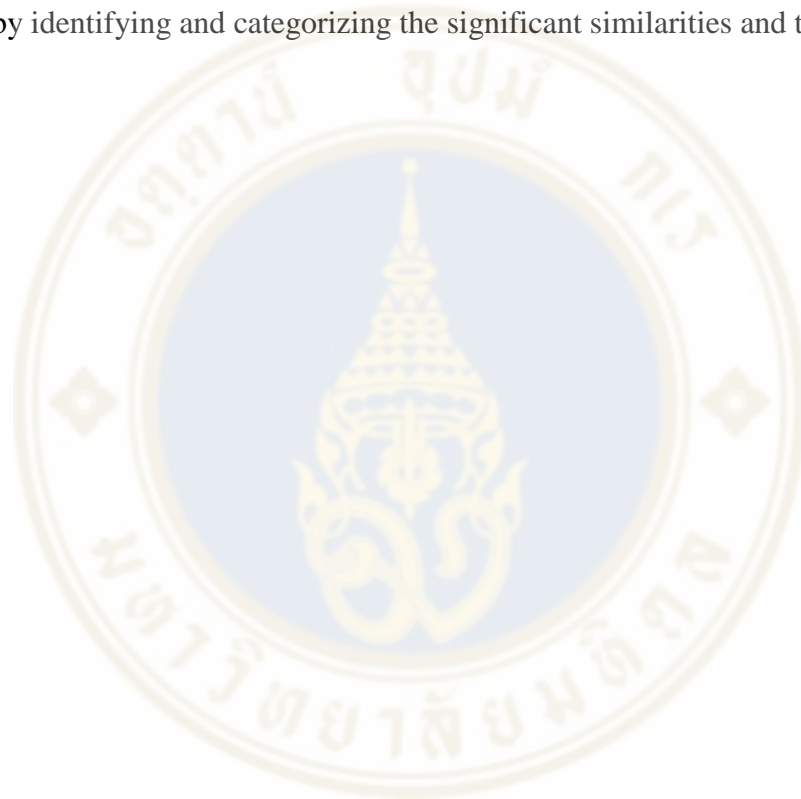 by identifying and categorizing the significant similarities and t
อตฺตานํ อุปมํ กเร
มหาวิทยาลัยมหิดล